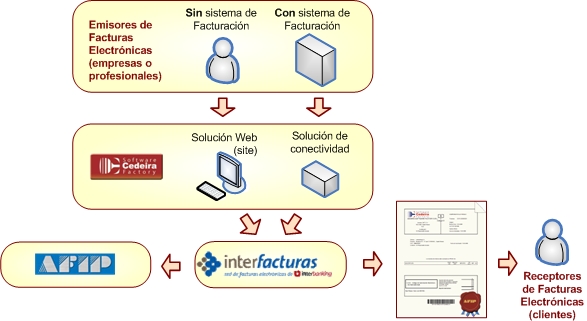 Emisores de
Facturas
Electrónicas
(empresas o
profesionales)
Sin sistema de
Facturación
Con sistema de
Facturación
Software
Cedeira
Factory
Solución Web
(site)
Solución de
conectividad
AFIP
interfacturas
red de facturas electrónicas de interbanking
Cedeira
AFIP
Receptores
de Facturas
Electrónicas
(clientes)